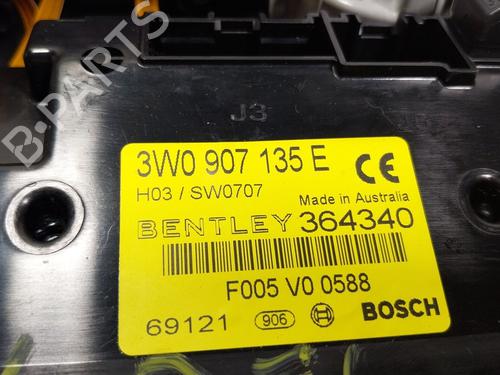 J3
3W0 907 135 E
CE
H03 / SW0707
Made in Australia
BENTLEY 364340
F005 V0 0588
69121
906
BOSCH
B-PARTS